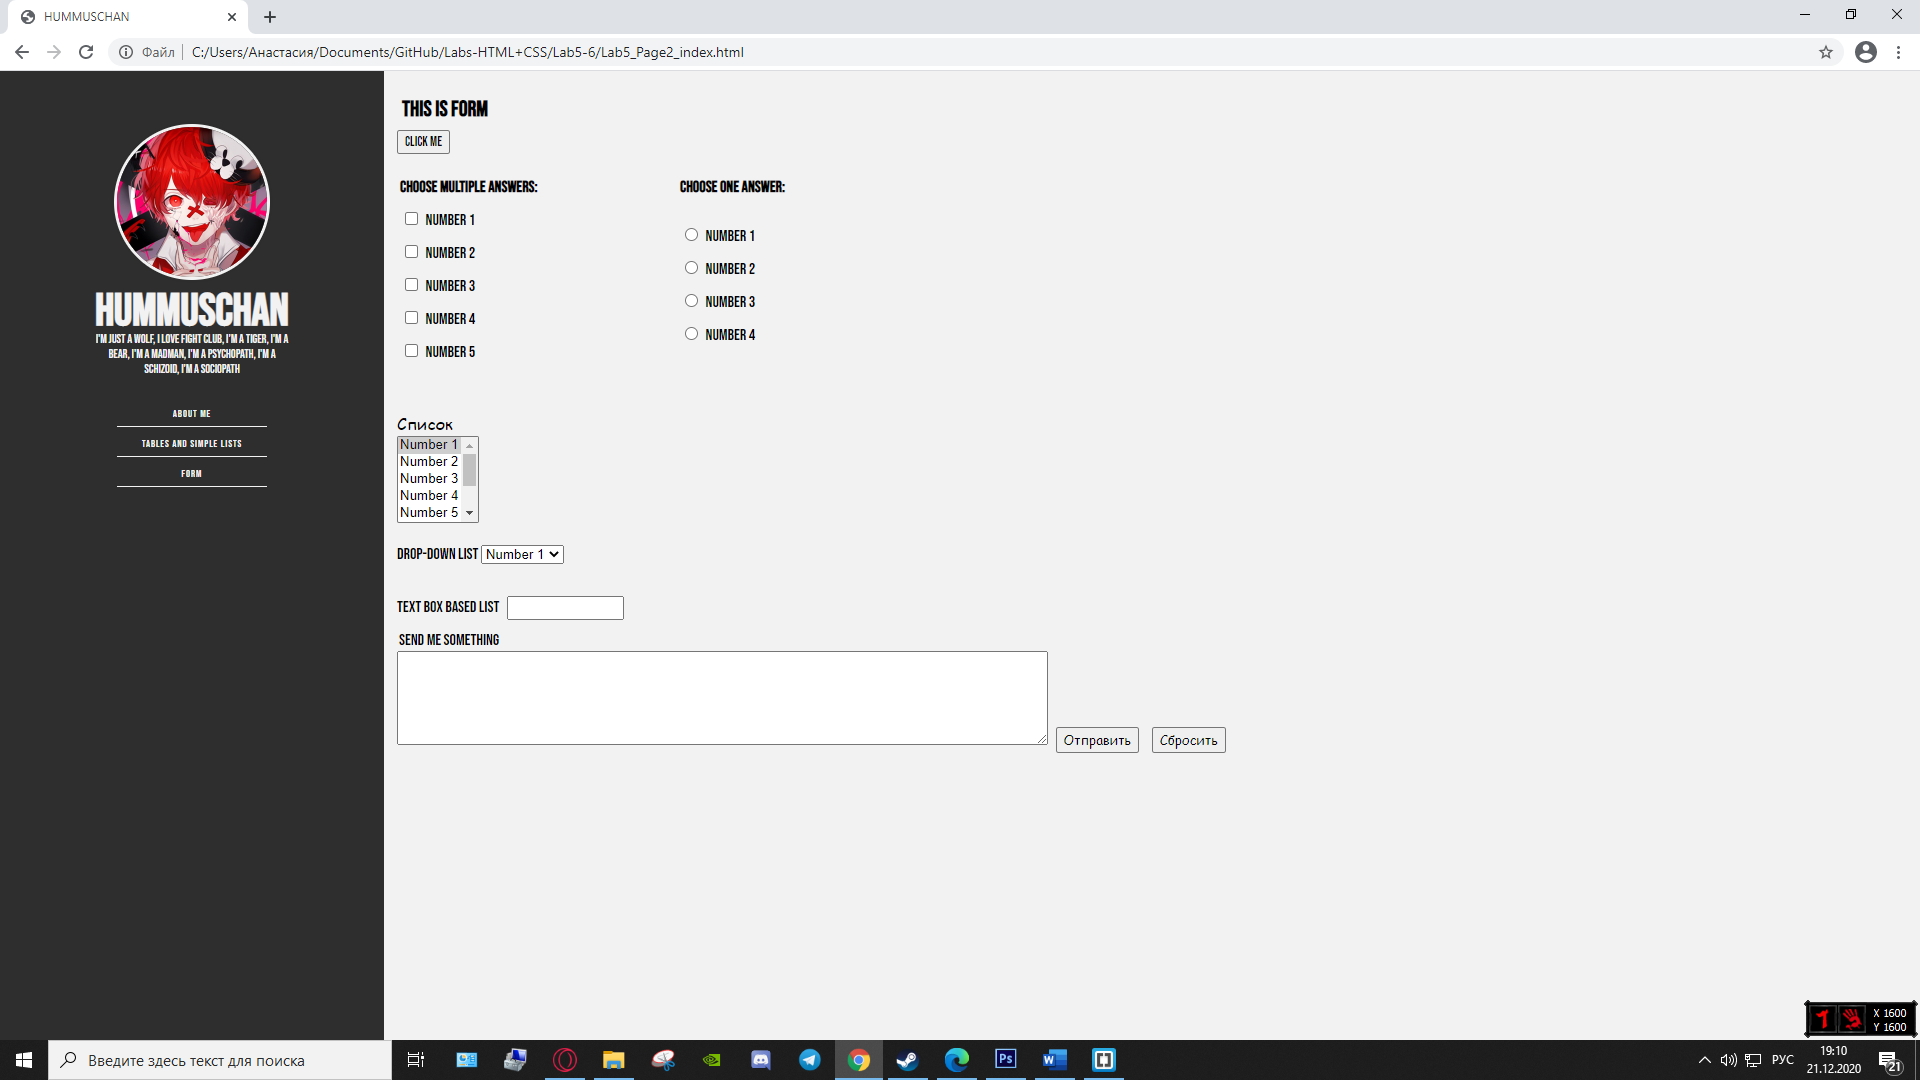 HUMMUSCHAN
Файл
C:/Users/Анастасия/Documents/GitHub/Labs-HTML+CSS/Lab5-6/Lab5_Page2_index.html
HUMMUSCHAN
I'M JUST A WOLF, I LOVE FIGHT CLUB, I'M A TIGER, I'M A
BEAR, I'M A MADMAN, I'M A PSYCHOPATH, I'M A
SCHIZOID, I'M A SOCIOPATH
ABOUT ME
TABLES AND SIMPLE LISTS
FORM
THIS IS FORM
CLICK ME
CHOOSE MULTIPLE ANSWERS:
NUMBER 1
NUMBER 2
NUMBER 3
NUMBER 4
NUMBER 5
CHOOSE ONE ANSWER:
NUMBER 1
NUMBER 2
NUMBER 3
NUMBER 4
Список
Number 1
Number 2
Number 3
Number 4
Number 5
DROP-DOWN LIST Number 1
TEXT BOX BASED LIST
SEND ME SOMETHING
Отправить
Сбросить
X 1600
Y 1600
Введите здесь текст для поиска
Ps
W
РУС
19:10
21.12.2020
21